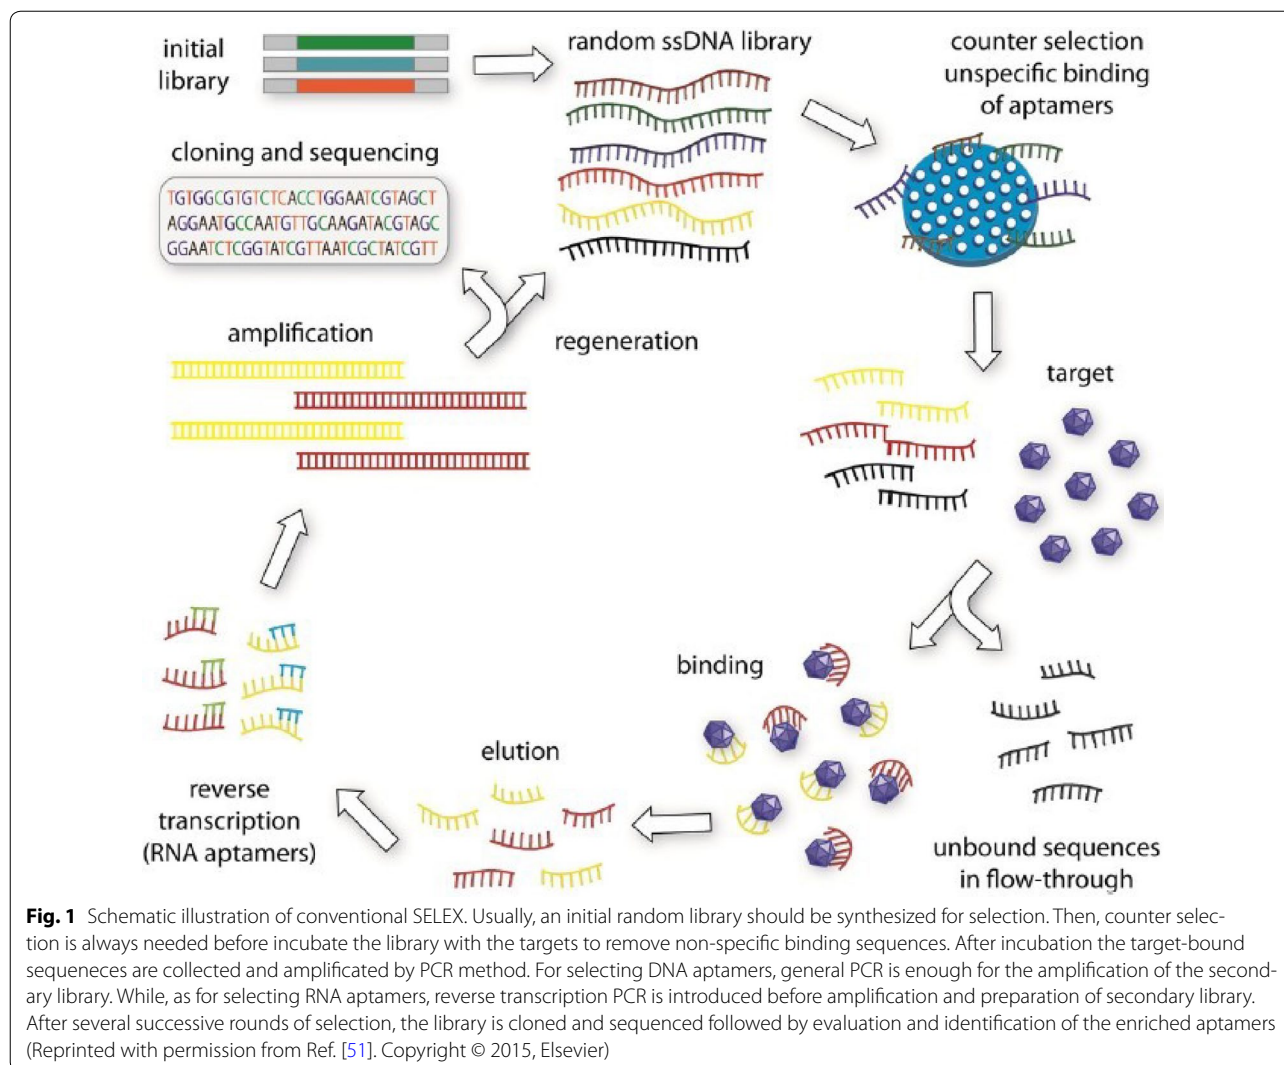 initial
library
random ssDNA library
counter selection
unspecific binding
of aptamers
cloning and sequencing
TGTGGCGTGTCTCACCTGGAATCGTAGCT
AGGAATGCCAATGTTGCAAGATACGTAGC
GGAATCTCGGTATCGTTAATCGCTATCGTT
amplification
regeneration
target
binding
elution
reverse
transcription
(RNA aptamers)
unbound sequences
in flow-through
Fig. 1 Schematic illustration of conventional SELEX. Usually, an initial random library should be synthesized for selection. Then, counter selec-
tion is always needed before incubate the library with the targets to remove non-specific binding sequences. After incubation the target-bound
sequeneces are collected and amplificated by PCR method. For selecting DNA aptamers, general PCR is enough for the amplification of the second-
ary library. While, as for selecting RNA aptamers, reverse transcription PCR is introduced before amplification and preparation of secondary library.
After several successive rounds of selection, the library is cloned and sequenced followed by evaluation and identification of the enriched aptamers
(Reprinted with permission from Ref. [51]. Copyright © 2015, Elsevier)